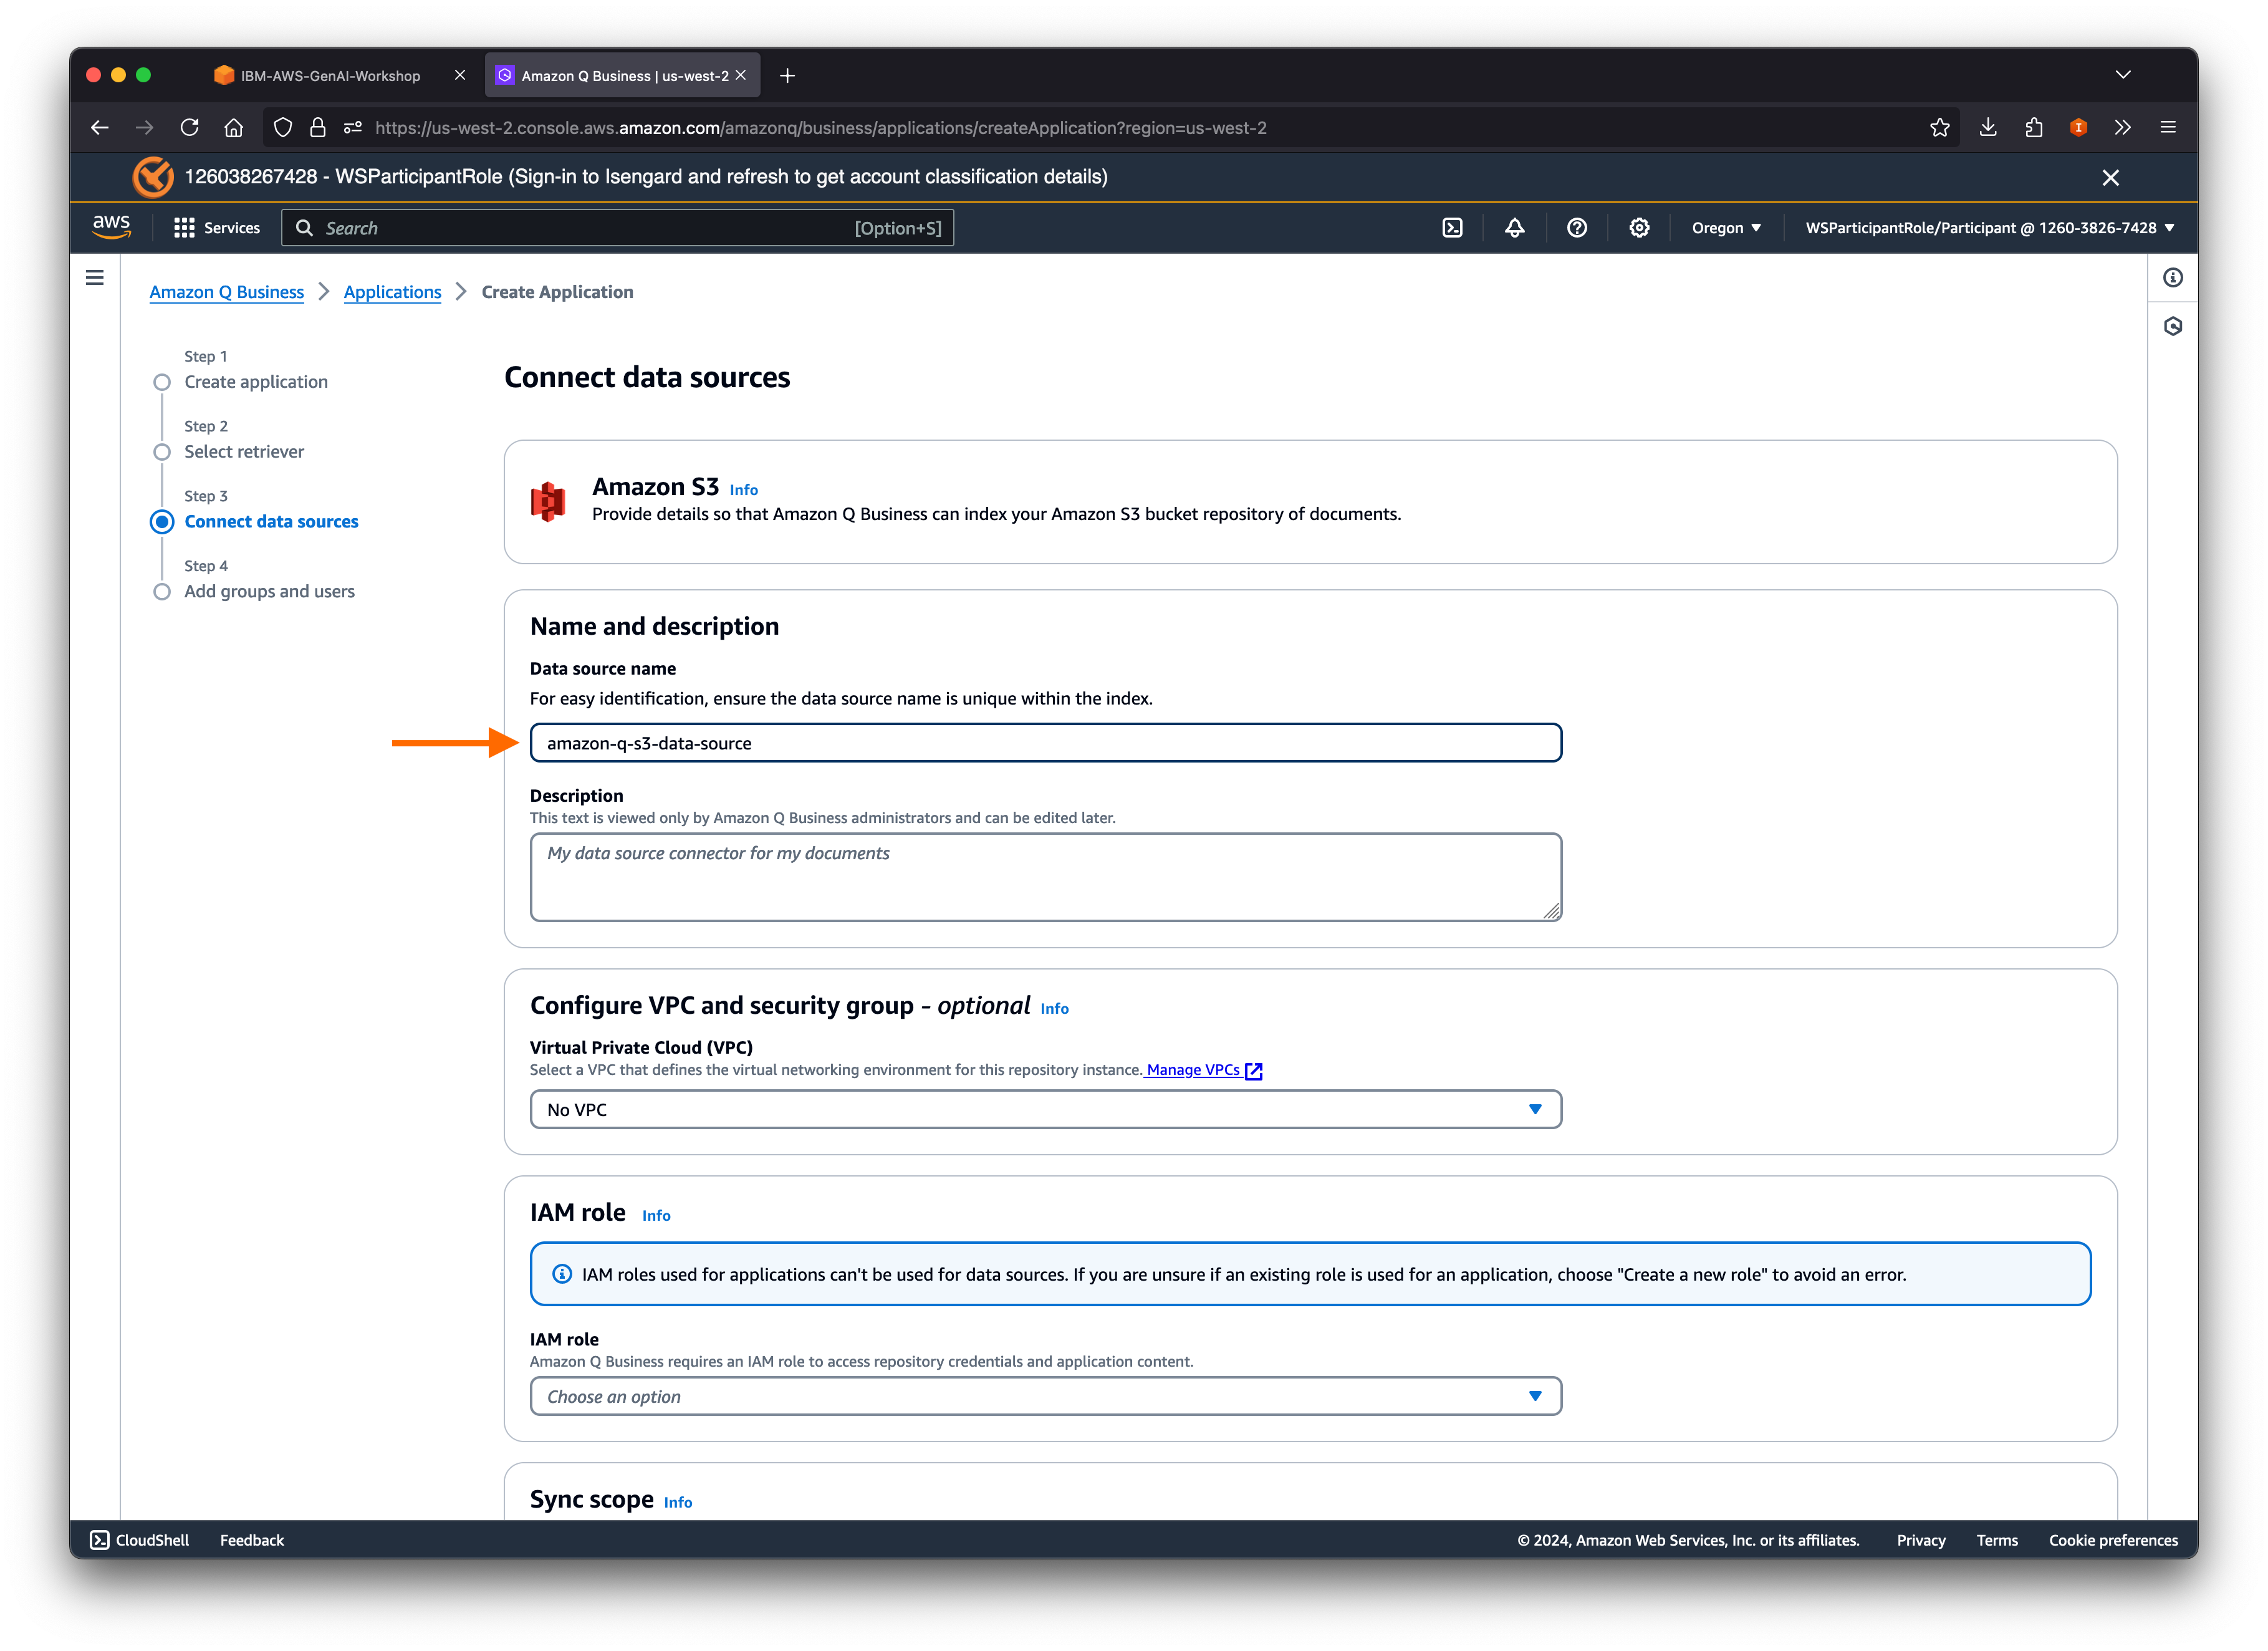 IBM-AWS-GenAI-Workshop
Amazon Q Business | us-west-2
https://us-west-2.console.aws.amazon.com/amazonq/business/applications/createApplication?region=us-west-2
126038267428 - WSParticipantRole (Sign-in to Isengard and refresh to get account classification details)
aws
Services
Search
[Option+S]
Oregon
WSParticipantRole/Participant @ 1260-3826-7428
Amazon Q Business
Applications
Create Application
Step 1
Create application
Step 2
Select retriever
Step 3
Connect data sources
Step 4
Add groups and users
Connect data sources
Amazon S3 Info
Provide details so that Amazon Q Business can index your Amazon S3 bucket repository of documents.
Name and description
Data source name
For easy identification, ensure the data source name is unique within the index.
amazon-q-s3-data-source
Description
This text is viewed only by Amazon Q Business administrators and can be edited later.
My data source connector for my documents
Configure VPC and security group - optional Info
Virtual Private Cloud (VPC)
Select a VPC that defines the virtual networking environment for this repository instance. Manage VPCs
No VPC
IAM role Info
IAM roles used for applications can't be used for data sources. If you are unsure if an existing role is used for an application, choose "Create a new role" to avoid an error.
IAM role
Amazon Q Business requires an IAM role to access repository credentials and application content.
Choose an option
Sync scope Info
CloudShell
Feedback
© 2024, Amazon Web Services, Inc. or its affiliates.
Privacy
Terms
Cookie preferences